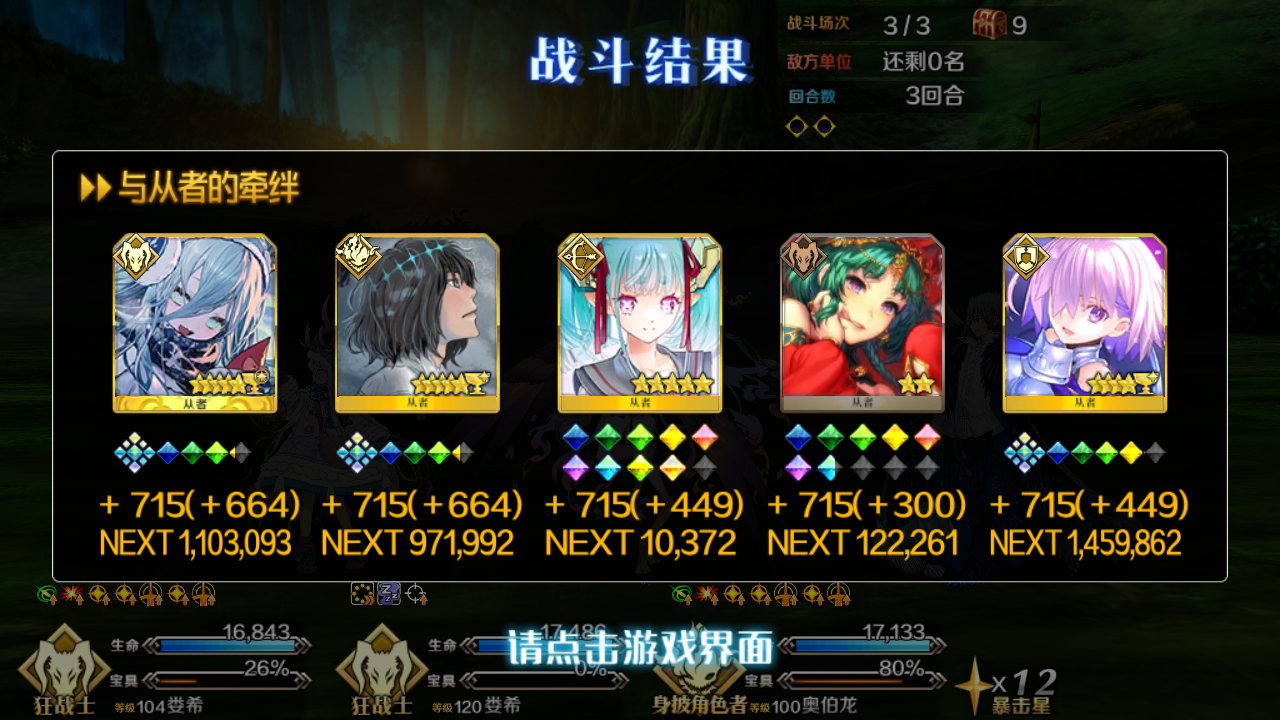 战斗结果
战斗场次 3/3 9
敌方单位 还剩0名
回合数 3回合
与从者的牵绊
从者 从者 从者 从者 从者
+ 715(+664) + 715(+664) + 715(+449) + 715(+300) + 715(+449)
NEXT 1,103,093 NEXT 971,992 NEXT 10,372 NEXT 122,261 NEXT 1,459,862
请点击游戏界面
生命 16,843 生命 17,486 17,133
宝具 26% 宝具 0% 宝具 80%
狂战士 等级104娄希 狂战士 等级120娄希 身披角色者 等级100奥伯龙
x12
暴击星